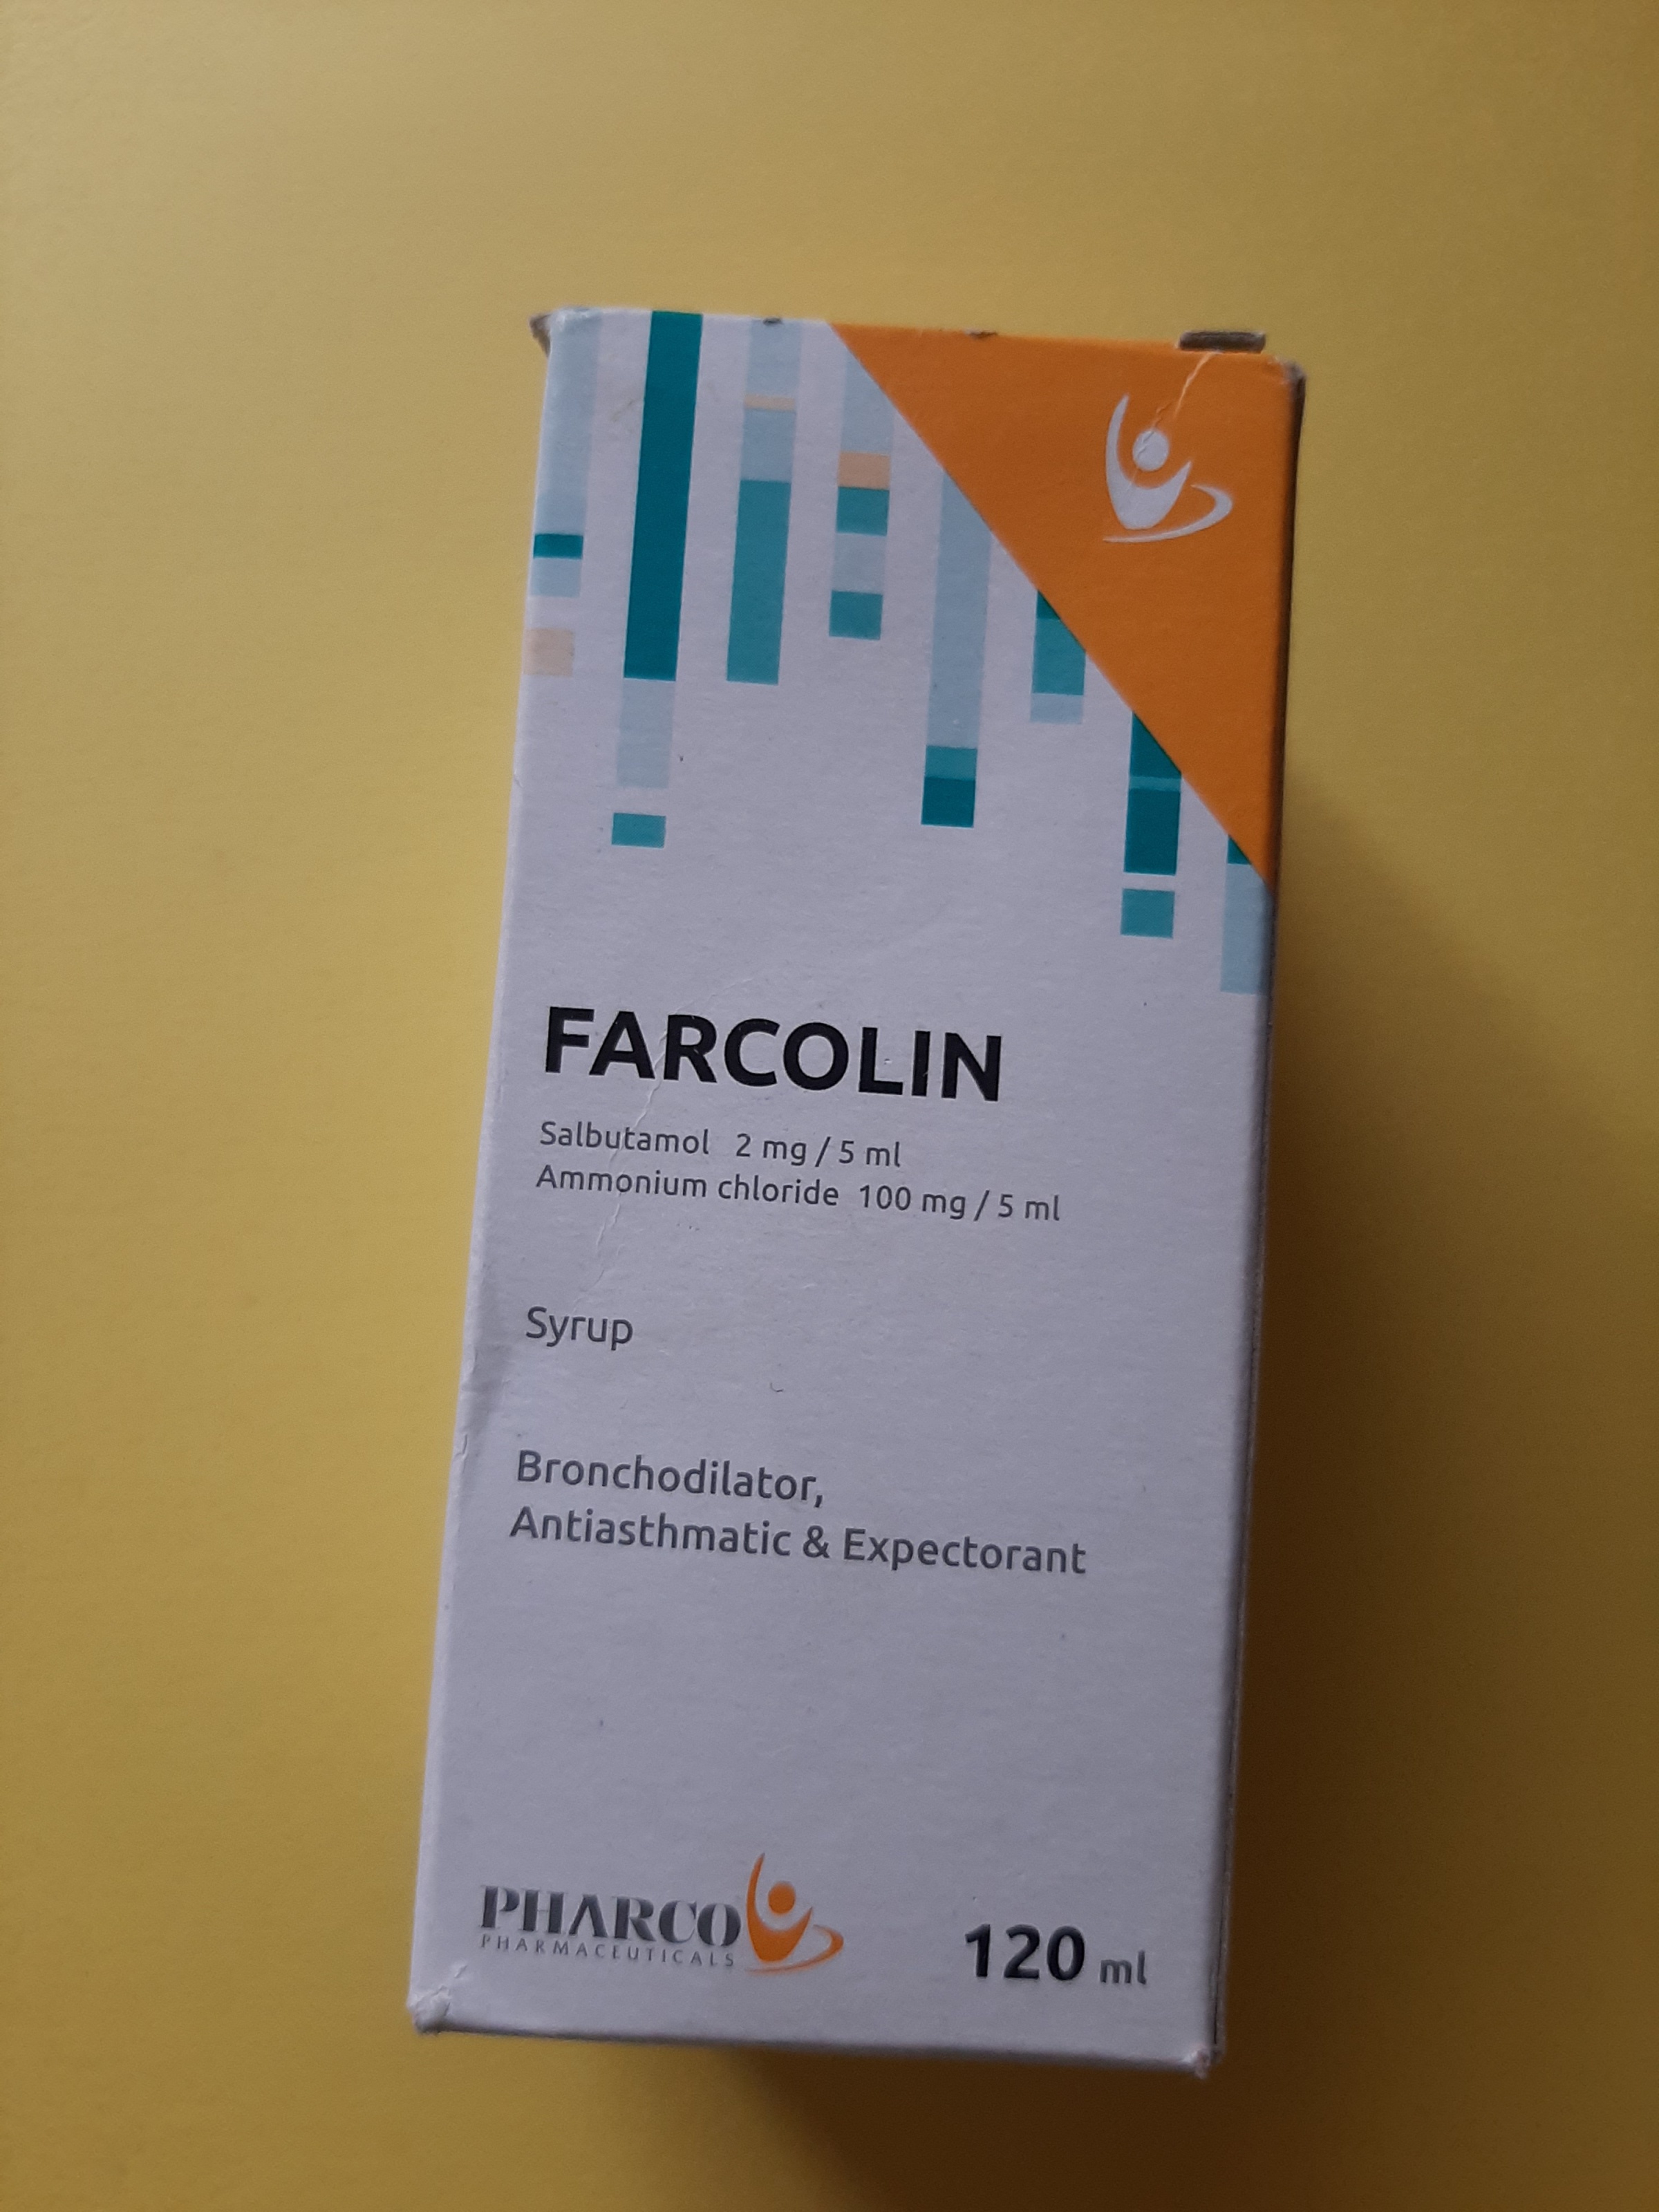 FARCOLIN
Salbutamol 2 mg / 5 ml
Ammonium chloride 100 mg / 5 ml
Syrup
Bronchodilator,
Antiasthmatic & Expectorant
PHARCO
PHARMACEUTICALS
120 ml